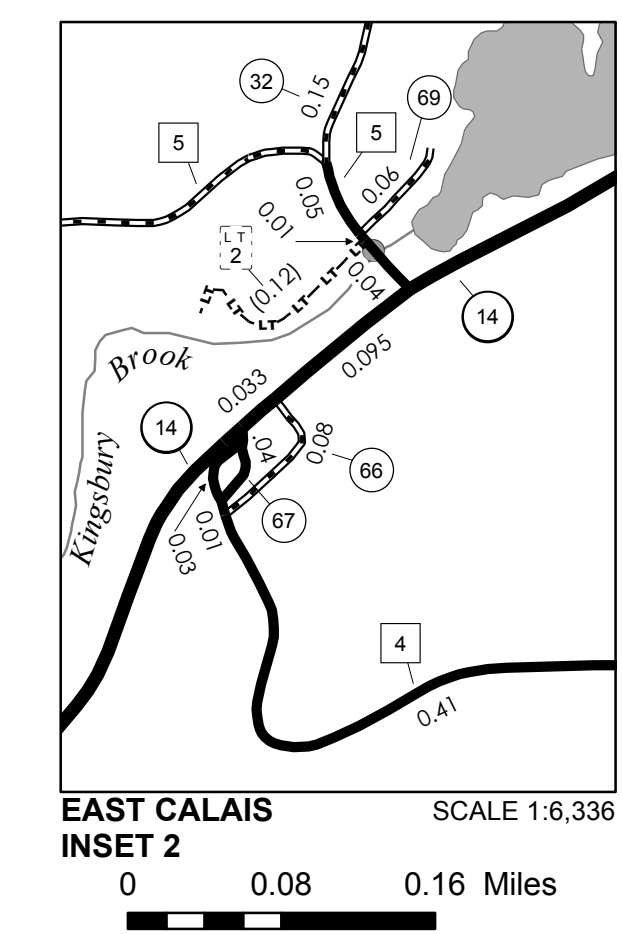 32
0.15
69
5
5
0.06
0.05
0.01
L T
2
(0.12)
LT
LT
LT
LT
LT
LT
0.04
14
0.095
Brook
0.033
14
.04
0.08
66
Kingsbury
67
0.01
0.03
4
0.41
EAST CALAIS
INSET 2
SCALE 1:6,336
0 0.08 0.16 Miles